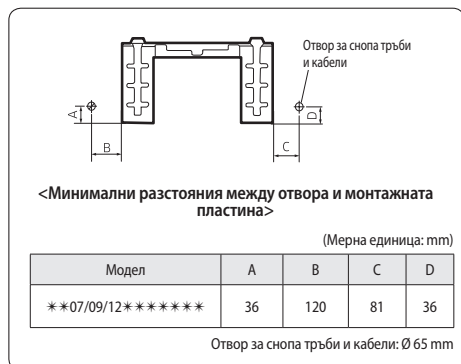 Отвор за снопа тръби
и кабели
A
B
C
D
<Минимални разстояния между отвора и монтажната
пластина>
(Мерна единица: mm)
Модел A B C D
✴✴07/09/12✴✴✴✴✴✴✴ 36 120 81 36
Отвор за снопа тръби и кабели: Ø 65 mm